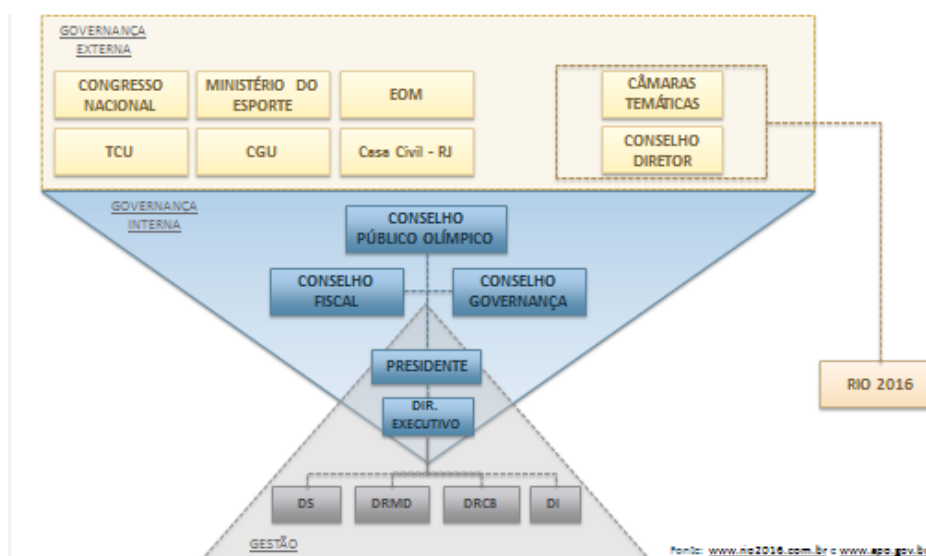 GOVERNANÇA
EXTERNA
CONGRESSO
NACIONAL
MINISTÉRIO DO
ESPORTE
EOM
CÂMARAS
TEMÁTICAS
TCU
CGU
Casa Civil - RJ
CONSELHO
DIRETOR
GOVERNANÇA
INTERNA
CONSELHO
PÚBLICO OLÍMPICO
CONSELHO
FISCAL
CONSELHO
GOVERNANÇA
PRESIDENTE
RIO 2016
DIR.
EXECUTIVO
DS
DRMD
DRCB
DI
GESTÃO
Fonte: www.rio2016.com.br e www.apo.gov.br